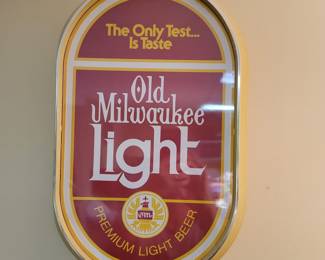 The Only Test...
Is Taste
Old
Milwaukee
Light
PREMIUM LIGHT BEER